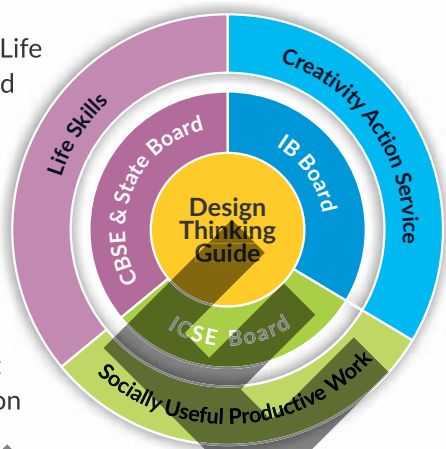 Life
d
Life Skills
Creativity Action Service
CBSE & State Board
IB Board
Design
Thinking
Guide
ICSE Board
Socially Useful Productive Work
on